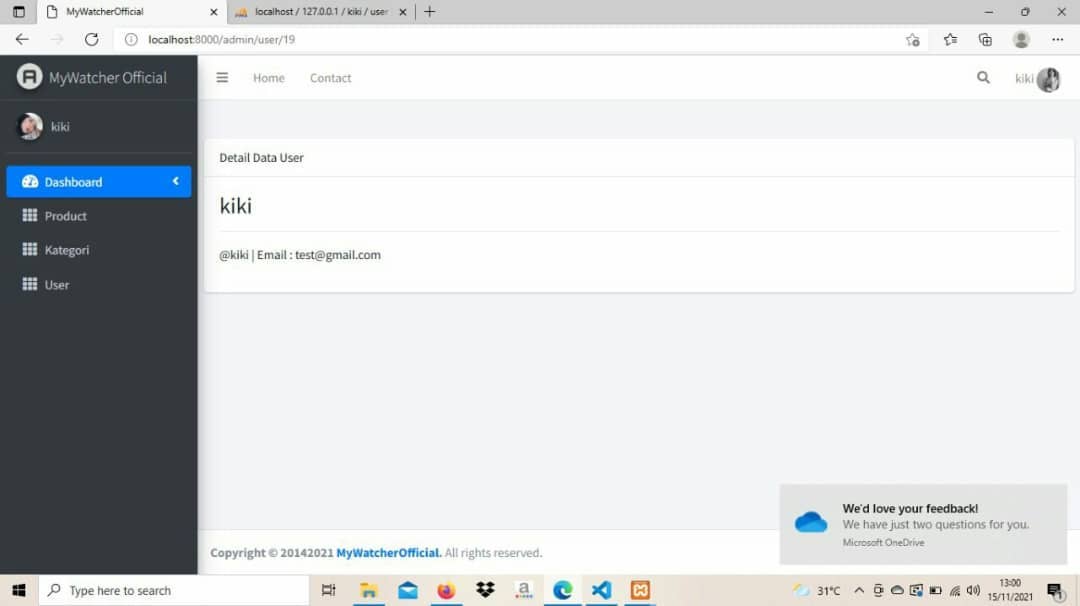 MyWatcherOfficial
localhost / 127.0.0.1 / kiki / user
localhost:8000/admin/user/19
MyWatcher Official
Home
Contact
kiki
kiki
Detail Data User
Dashboard
kiki
Product
Kategori
@kiki | Email : test@gmail.com
User
We'd love your feedback!
We have just two questions for you.
Microsoft OneDrive
Copyright © 20142021 MyWatcherOfficial. All rights reserved.
Type here to search
31°C
13:00
15/11/2021